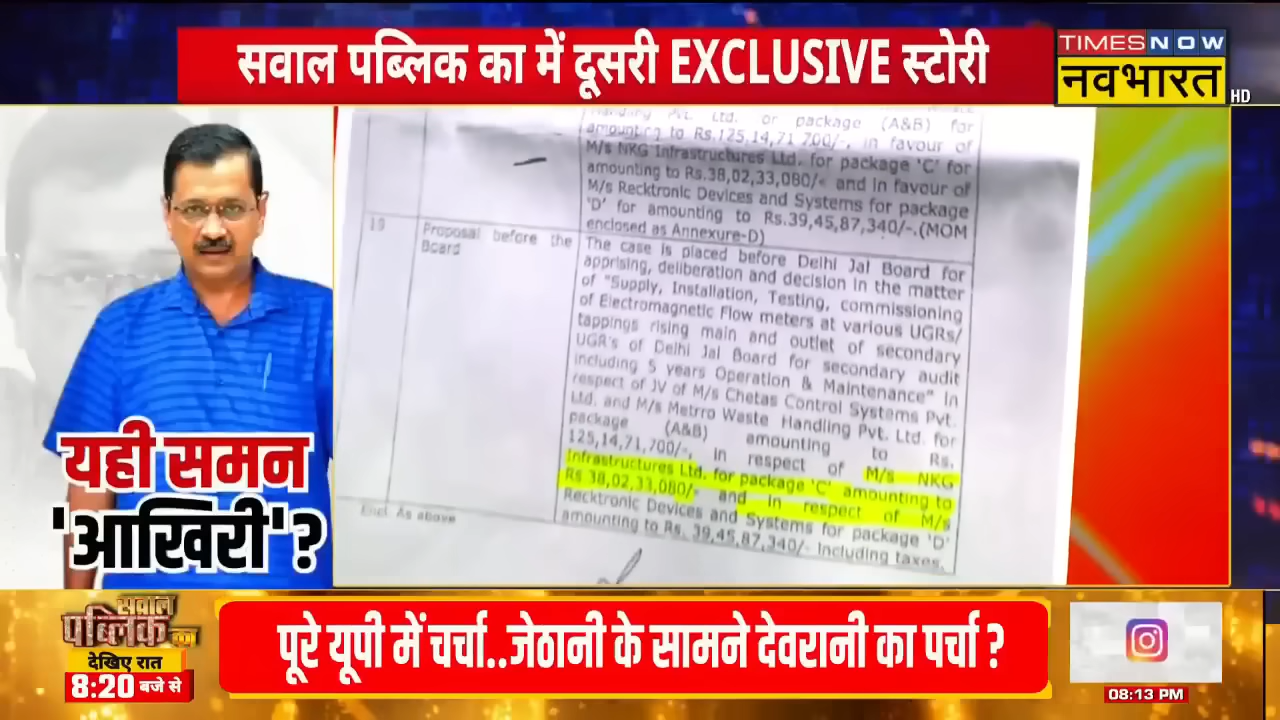 सवाल पब्लिक का में दूसरी EXCLUSIVE स्टोरी
TIMES NOW
नवभारत
HD
Handling Pvt. Ltd. or package (A&B) for
amounting to Rs.125,14,71,700/-, in favour of
M/s NKG Infrastructures Ltd. for package 'C' for
amounting to Rs.38,02,33,080/- and in favour of
M/s Recktronic Devices and Systems for package
'D' for amounting to Rs.39,45,87,340/-.(MOM
enclosed as Annexure-D)
19
Proposal before the
Board
The case is placed before Delhi Jal Board for
apprising, deliberation and decision in the matter
of "Supply, Installation, Testing, commissioning
of Electromagnetic Flow meters at various UGRs/
tappings rising main and outlet of secondary
UGR's of Delhi Jal Board for secondary audit
including 5 years Operation & Maintenance" in
respect of JV of M/s Chetas Control Systems Pvt.
Ltd. and M/s Metrro Waste Handling Pvt. Ltd. for
package (A&B) amounting to Rs.
125,14,71,700/-, in respect of M/s NKG
Infrastructures Ltd. for package 'C' amounting to
Rs 38,02,33,080/- and in respect of M/s
Recktronic Devices and Systems for package 'D'
amounting to Rs. 39,45,87,340/- including taxes.
Encl. As above
यही समन
'आखिरी'?
सवाल
पब्लिक का
देखिए रात
8:20 बजे से
पूरे यूपी में चर्चा..जेठानी के सामने देवरानी का पर्चा ?
08:13 PM